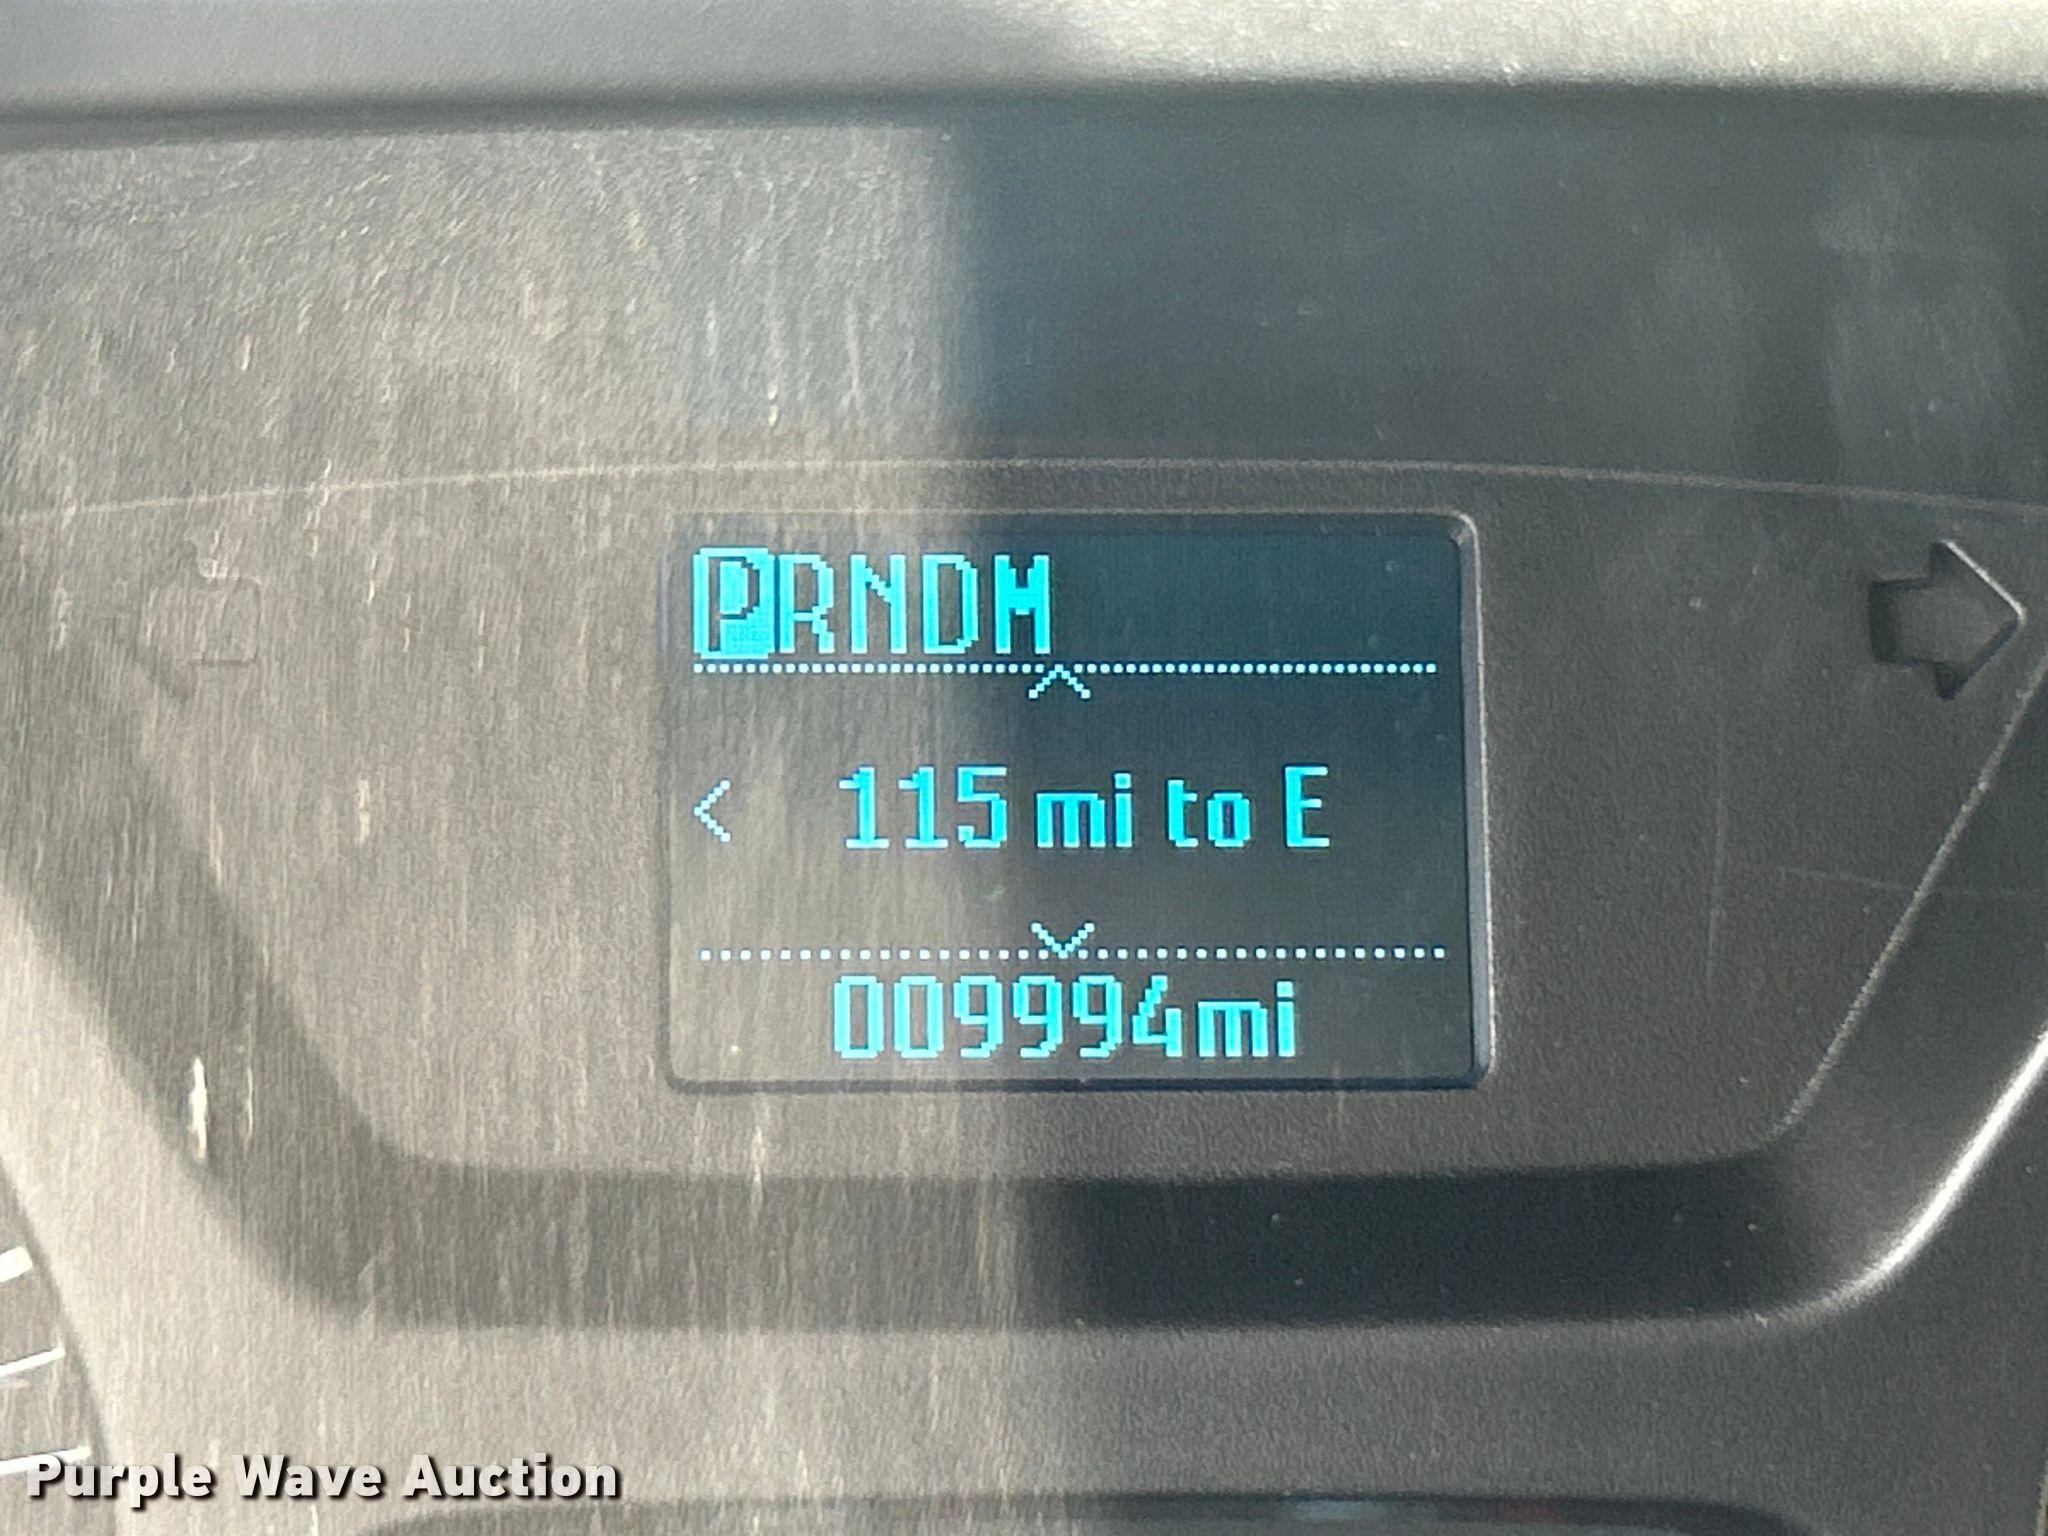 PRNDM
115 mi to E
009994mi
Purple Wave Auction